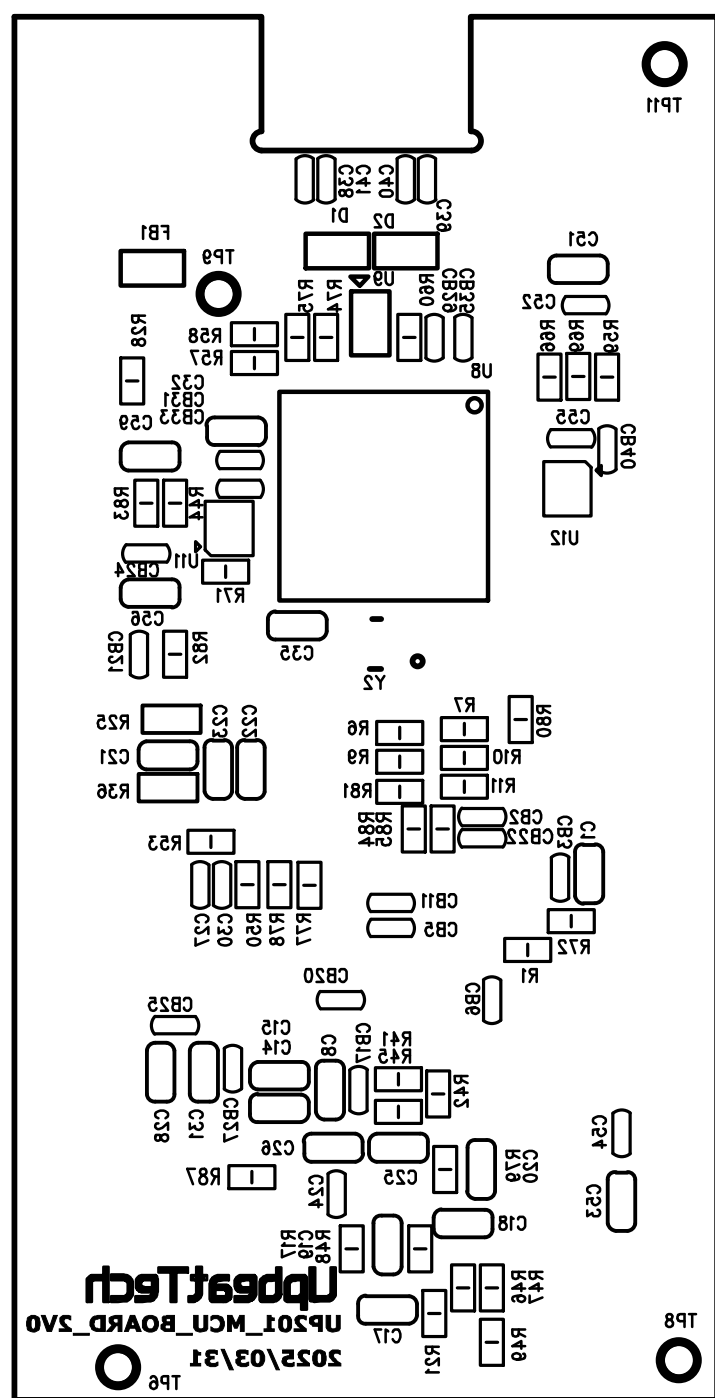 TP11
C38
C41
C40
C39
D1
D2
FB1
TP9
U9
C51
C52
R75
R74
R60
CB29
CB35
R28
R58
R57
U8
R66
R69
R59
C32
CB31
CB33
C59
C55
CB40
R83
R44
U12
U11
CB24
R71
C56
C35
CB21
R82
Y2
R25
C23
C22
R6
R7
R80
C21
R9
R10
R36
R81
R11
R84
R85
CB2
CB22
CB3
C1
R53
C27
C30
R50
R78
R77
CB11
CB5
R72
R1
CB20
CB6
CB25
C15
C14
C8
CB17
R41
R45
R42
C28
C31
CB27
C54
C26
C25
R79
C20
R87
C24
C53
C18
R17
C19
R48
UpbeatTech
R46
R47
UP201_MCU_BOARD_2V0
C17
R21
R49
TP8
2025/03/31
TP6